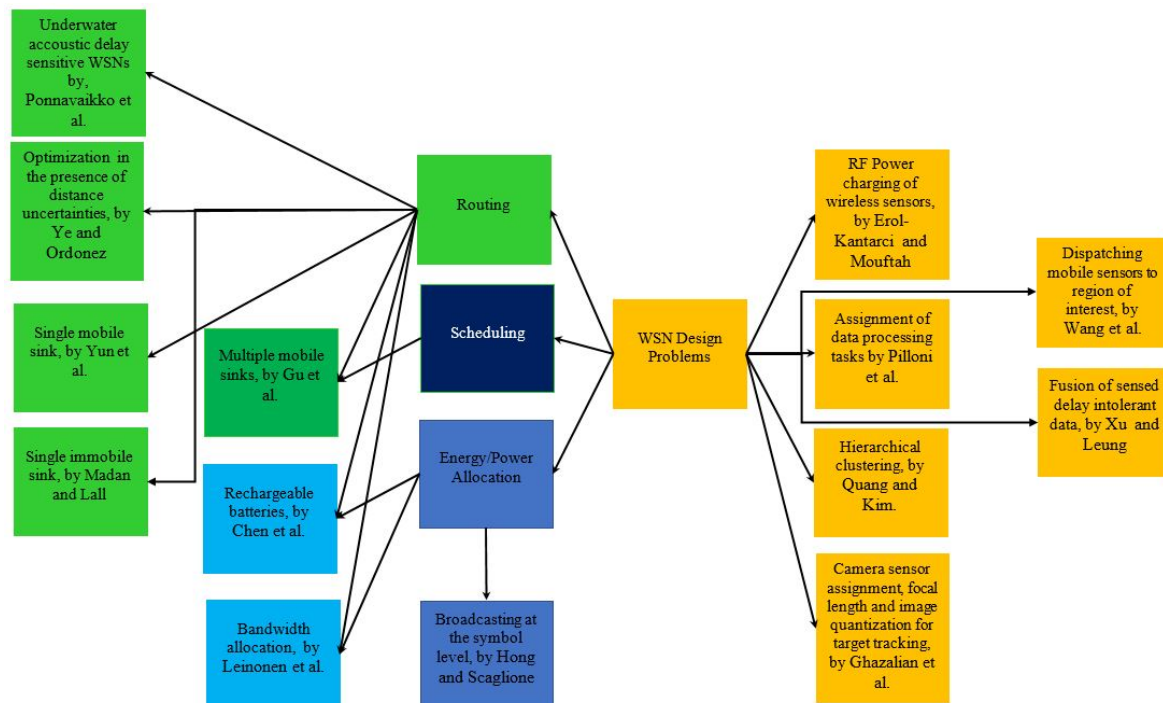 Underwater
accoustic delay
sensitive WSNs
by,
Ponnavaikko et
al.
Optimization in
the presence of
distance
uncertainties, by
Ye and
Ordonez
Single mobile
sink, by Yun et
al.
Single immobile
sink, by Madan
and Lall
Multiple mobile
sinks, by Gu et
al.
Rechargeable
batteries, by
Chen et al.
Bandwidth
allocation, by
Leinonen et al.
Routing
Scheduling
Energy/Power
Allocation
Broadcasting at
the symbol
level, by Hong
and Scaglione
WSN Design
Problems
RF Power
charging of
wireless sensors,
by Erol-
Kantarci and
Mouftah
Assignment of
data processing
tasks by Pilloni
et al.
Hierarchical
clustering, by
Quang and
Kim.
Camera sensor
assignment, focal
length and image
quantization for
target tracking,
by Ghazalian et
al.
Dispatching
mobile sensors to
region of
interest, by
Wang et al.
Fusion of sensed
delay intolerant
data, by Xu and
Leung